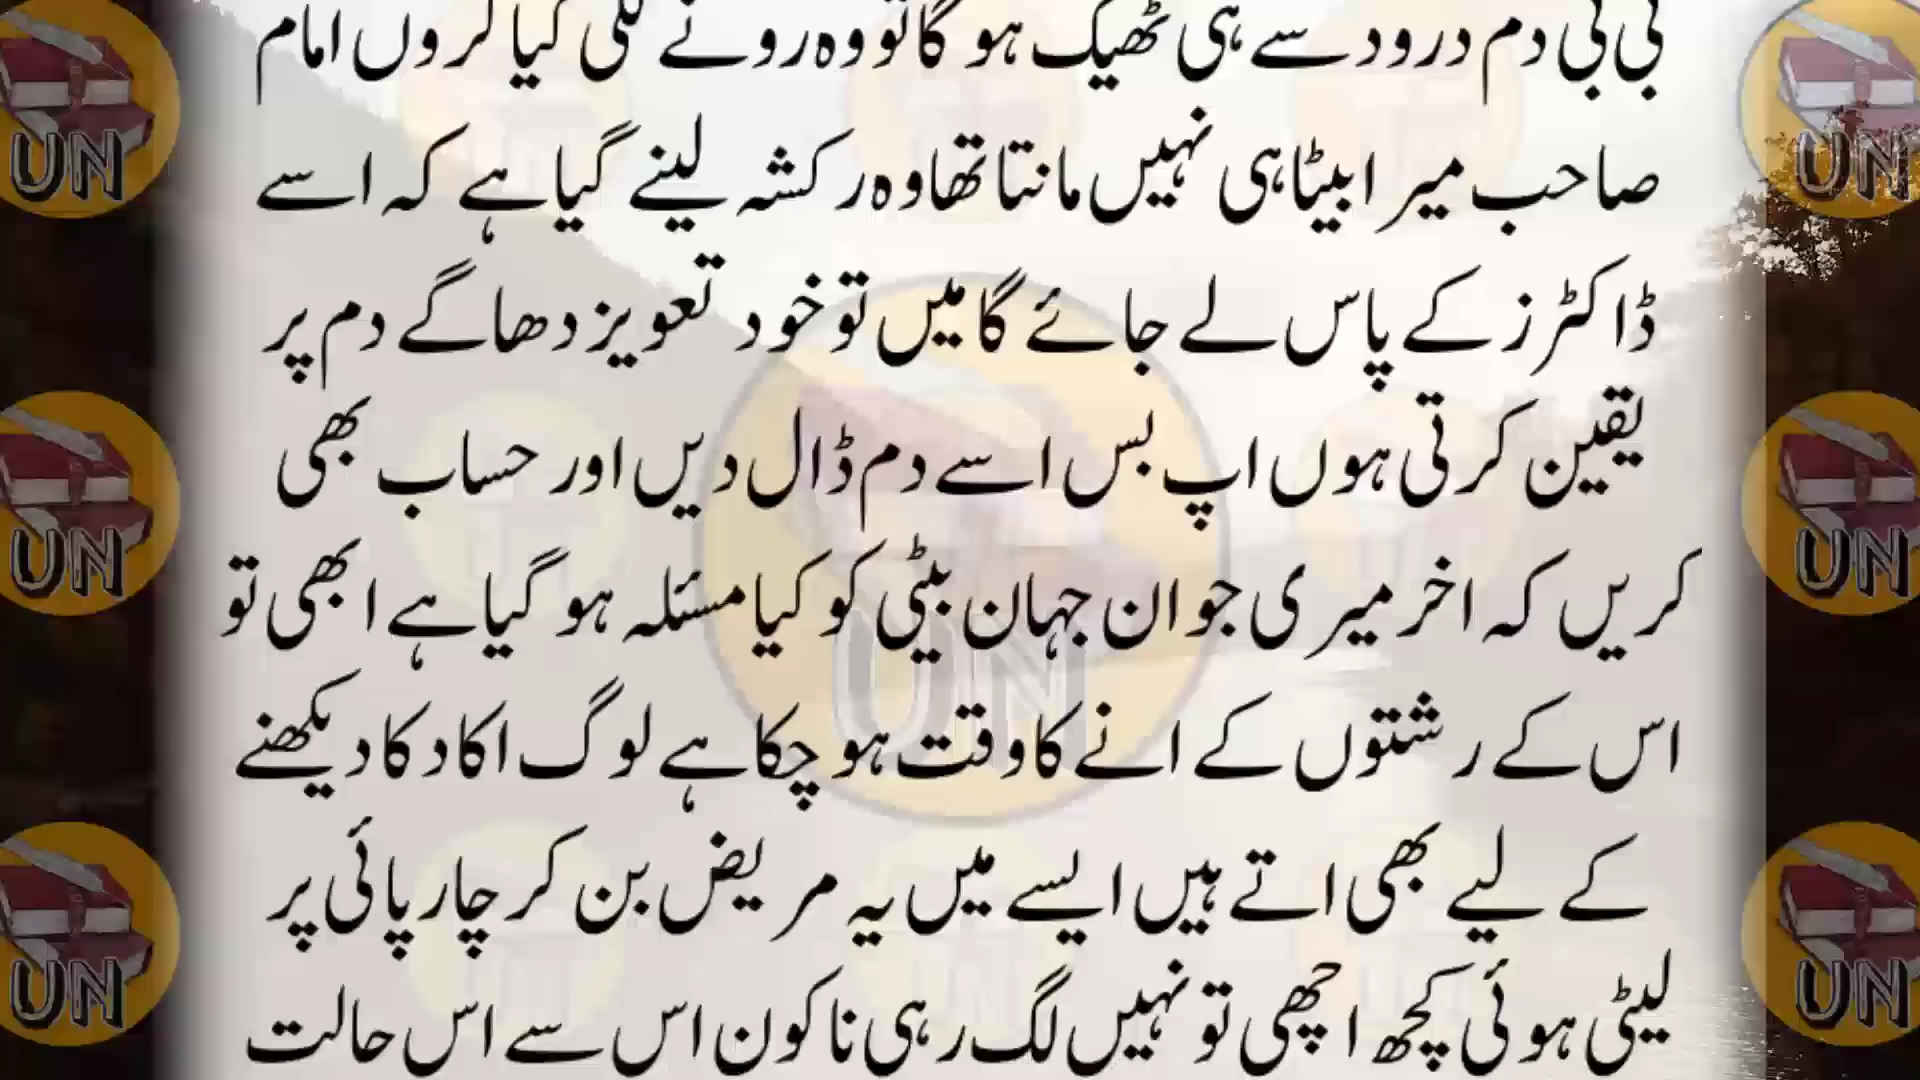 بی بی دم درود سے ہی ٹھیک ہو گا تو وہ رونے لگی کیا کروں امام
صاحب میرا بیٹا ہی نہیں مانتا تھا وہ رکشہ لینے گیا ہے کہ اسے
ڈاکٹرز کے پاس لے جائے گا میں تو خود تعویز دھاگے دم پر
یقین کرتی ہوں اپ بس اسے دم ڈال دیں اور حساب بھی
کریں کہ اخر میری جوان جہان بیٹی کو کیا مسئلہ ہو گیا ہے ابھی تو
اس کے رشتوں کے انے کا وقت ہو چکا ہے لوگ اکا دکا دیکھنے
کے لیے بھی اتے ہیں ایسے میں یہ مریض بن کر چارپائی پر
لیٹی ہوئی کچھ اچھی تو نہیں لگ رہی نا کون اس سے اس حالت
UN
UN
UN
UN
UN
UN
UN